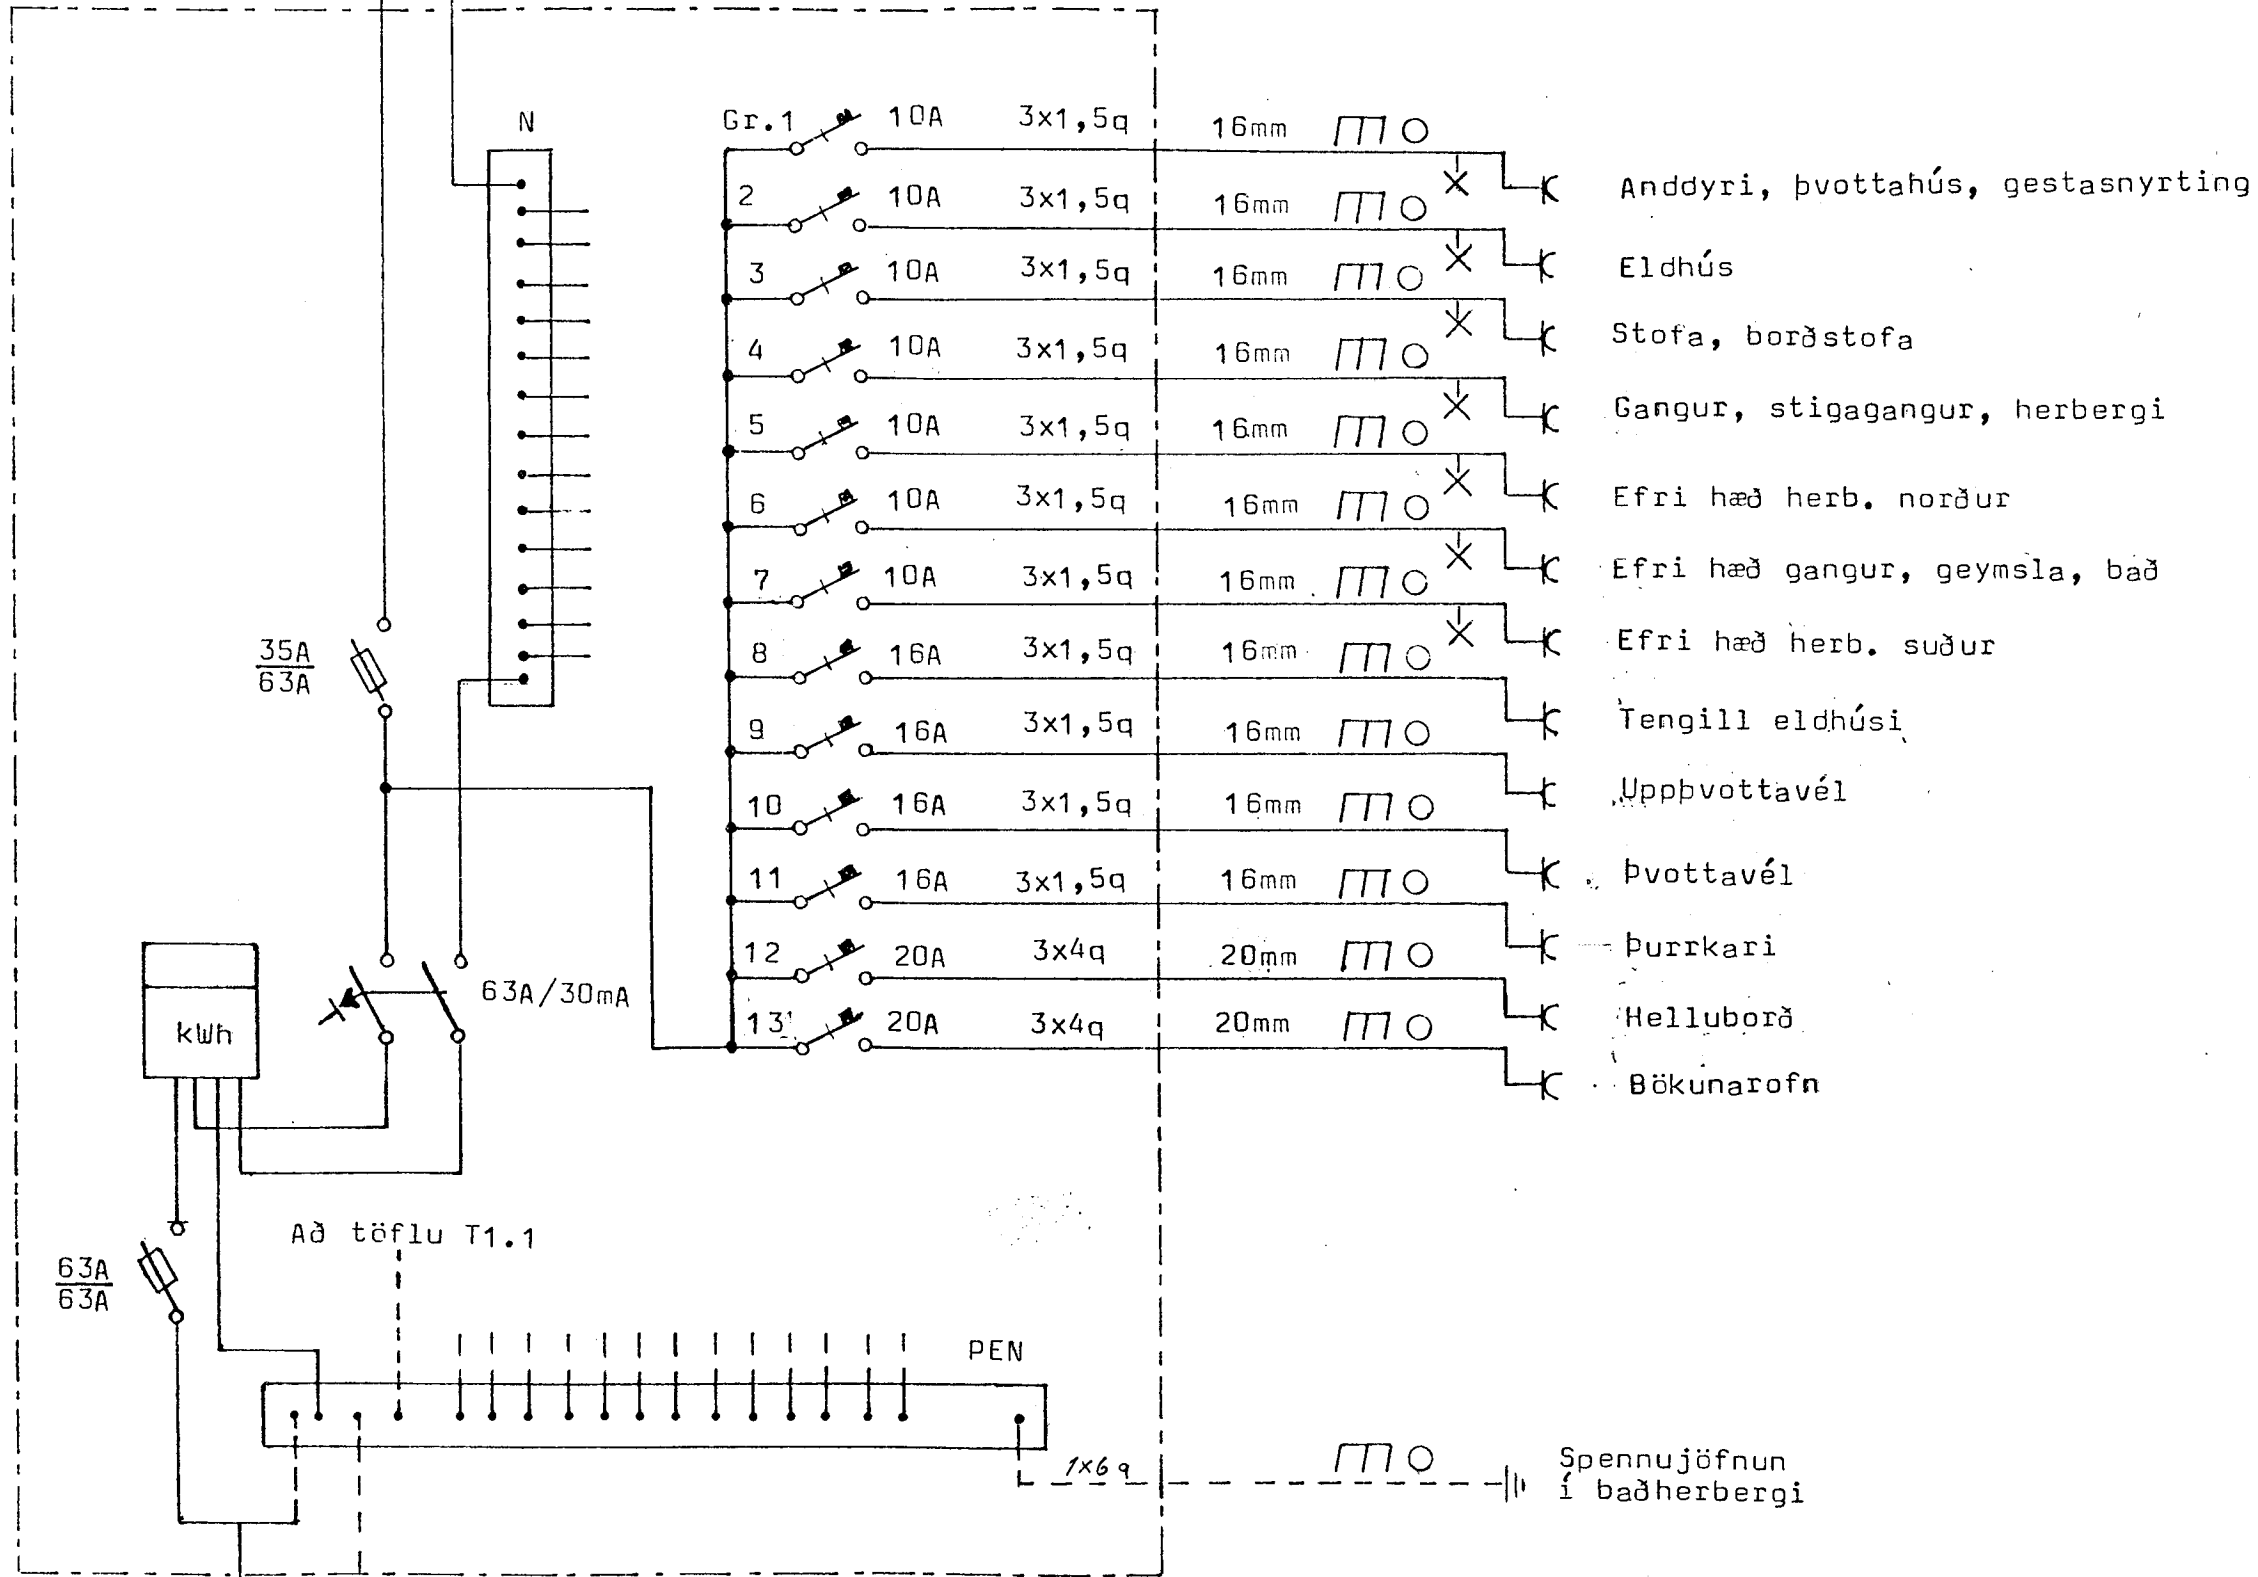 N
Gr.1 10A 3x1,5q 16mm
Anddyri, þvottahús, gestasnyrting
2 10A 3x1,5q 16mm
Eldhús
3 10A 3x1,5q 16mm
Stofa, borðstofa
4 10A 3x1,5q 16mm
Gangur, stigagangur, herbergi
5 10A 3x1,5q 16mm
Efri hæð herb. norður
6 10A 3x1,5q 16mm
Efri hæð gangur, geymsla, bað
7 10A 3x1,5q 16mm
Efri hæð herb. suður
8 16A 3x1,5q 16mm
Tengill eldhúsi
9 16A 3x1,5q 16mm
Uppþvottavél
10 16A 3x1,5q 16mm
Þvottavél
11 16A 3x1,5q 16mm
Þurrkari
12 20A 3x4q 20mm
Helluborð
13 20A 3x4q 20mm
Bökunarofn
35A
63A
63A/30mA
kWh
Að töflu T1.1
63A
63A
PEN
1x6q
Spennujöfnun
í baðherbergi